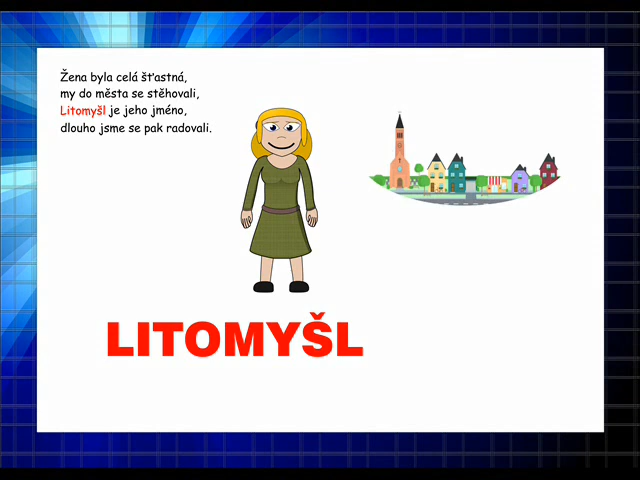 Žena byla celá šťastná,
my do města se stěhovali,
Litomyšl je jeho jméno,
dlouho jsme se pak radovali.
LITOMYŠL